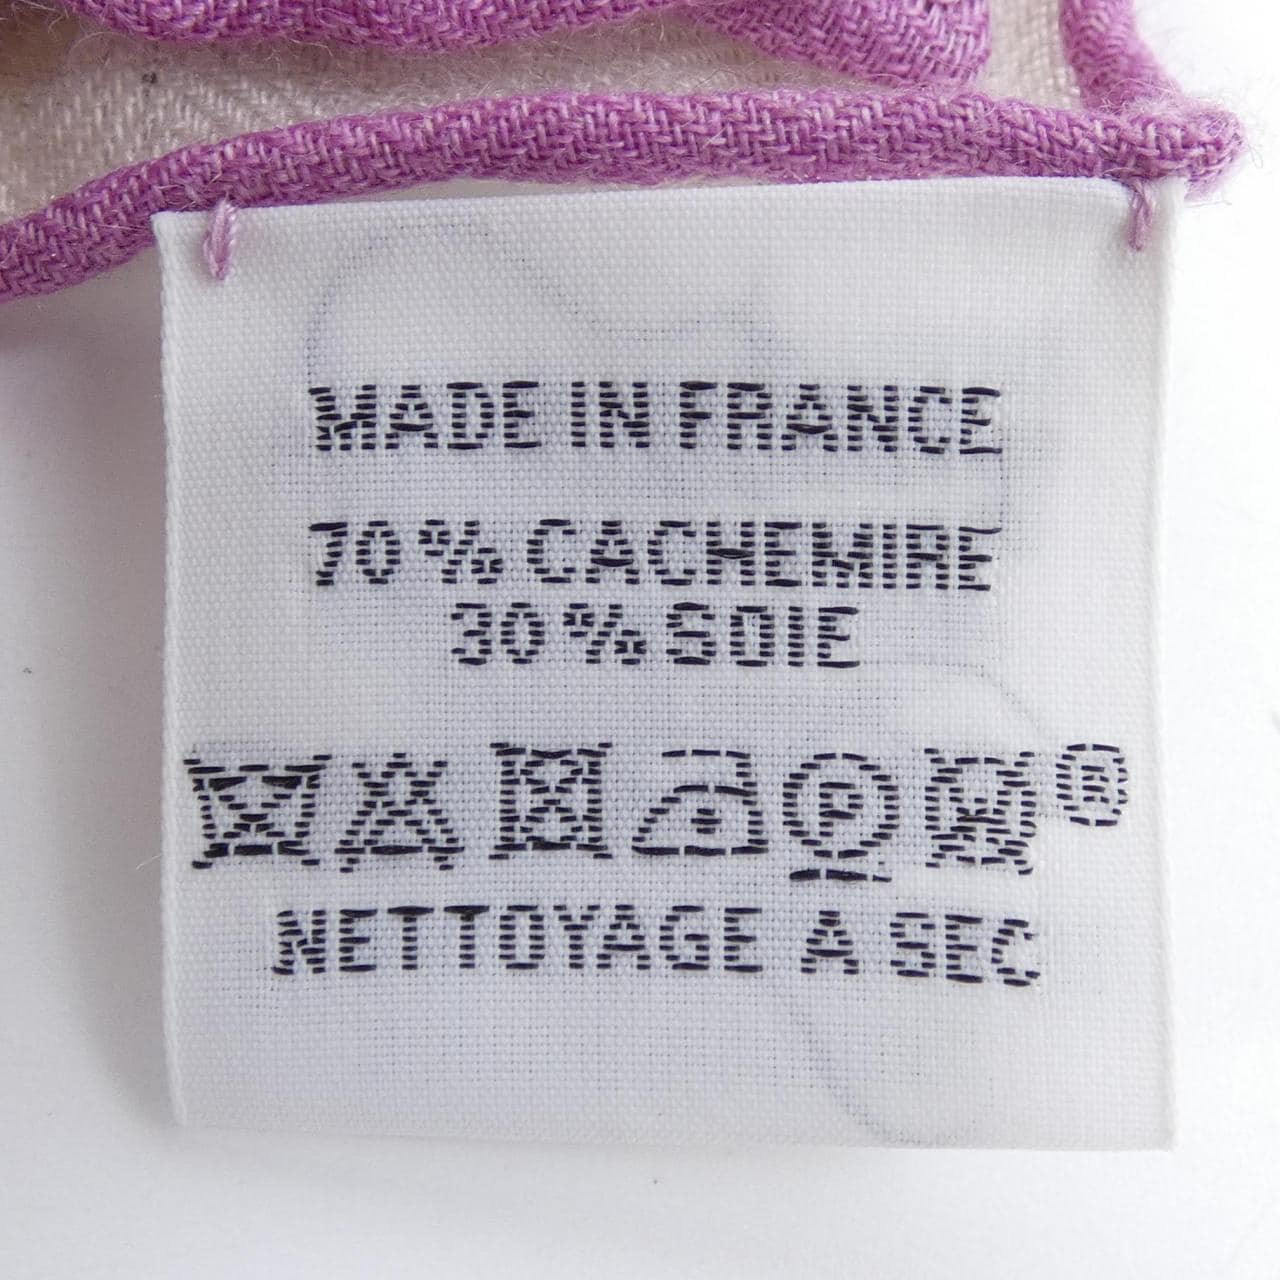 MADE IN FRANCE
70% CACHEMIRE
30% SOIE
P ®
NETTOYAGE A SEC